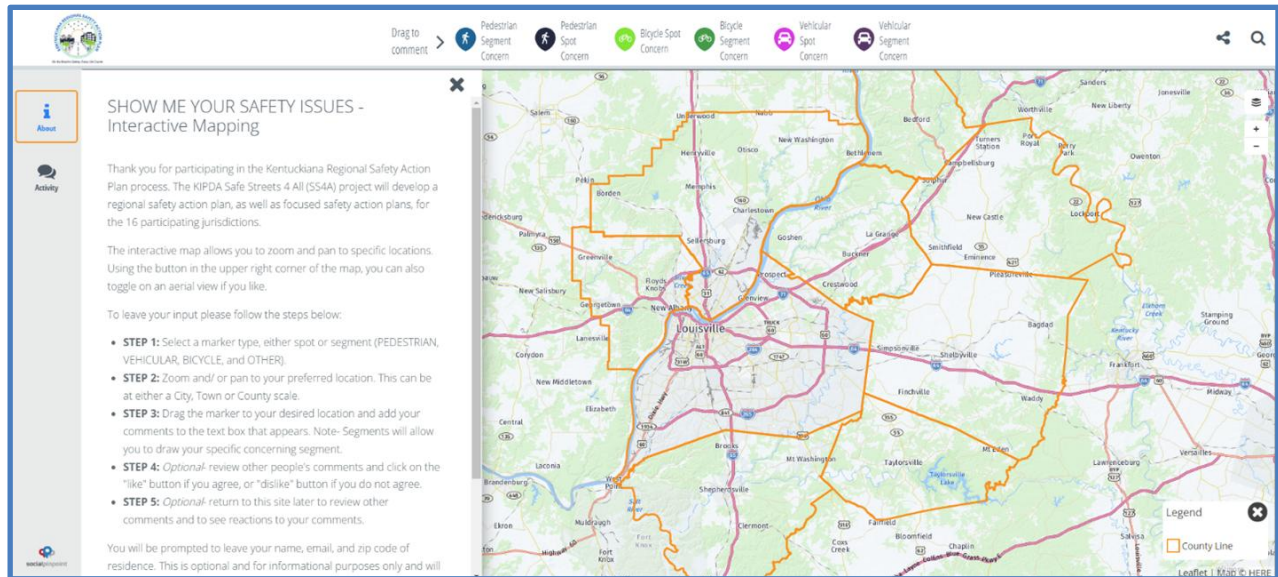 Drag to
comment
Pedestrian
Segment
Concern
Pedestrian
Spot
Concern
Bicycle Spot
Concern
Bicycle
Segment
Concern
Vehicular
Spot
Concern
Vehicular
Segment
Concern
About
Activity
SHOW ME YOUR SAFETY ISSUES -
Interactive Mapping
Thank you for participating in the Kentuckiana Regional Safety Action
Plan process. The KIPDA Safe Streets 4 All (SS4A) project will develop a
regional safety action plan, as well as focused safety action plans, for
the 16 participating jurisdictions.
The interactive map allows you to zoom and pan to specific locations.
Using the button in the upper right corner of the map, you can also
toggle on an aerial view if you like.
To leave your input please follow the steps below:
• STEP 1: Select a marker type, either spot or segment (PEDESTRIAN,
VEHICULAR, BICYCLE, and OTHER).
• STEP 2: Zoom and/ or pan to your preferred location. This can be
at either a City, Town or County scale.
• STEP 3: Drag the marker to your desired location and add your
comments to the text box that appears. Note- Segments will allow
you to draw your specific concerning segment.
• STEP 4: Optional- review other people's comments and click on the
"like" button if you agree, or "dislike" button if you do not agree.
• STEP 5: Optional- return to this site later to review other
comments and to see reactions to your comments.
You will be prompted to leave your name, email, and zip code of
residence. This is optional and for informational purposes only and will
socialpinpoint
Sanders
Jonesville
Worthville
New Liberty
Salem
Underwood
Bedford
New Washington
Turners
Station
Port
Royal
Perry
Park
Owenton
Henryville
Otisco
Bethlehem
Campbellsburg
Pekin
Borden
Memphis
Charlestown
New Castle
Lockport
Palmyra
Sellersburg
Goshen
La Grange
Smithfield
Eminence
Greenville
Buckner
Pleasureville
Floyds
Knobs
Prospect
Crestwood
New Salisbury
Georgetown
New Albany
Glenview
Elkhorn
Creek
Stamping
Ground
Louisville
Bagdad
Kentucky
River
Lanesville
Simpsonville
Shelbyville
Corydon
Frankfort
New Middletown
Finchville
Waddy
Midway
Elizabeth
Dixie Hwy
Central
Brooks
Mt Washington
Mt Eden
Versailles
Laconia
Taylorsville
Lawrenceburg
Brandenburg
West
Point
Shepherdsville
Taylorsville
Lake
Salt
River
Ekron
Muldraugh
Fort
Knox
Clermont
Fairfield
Bloomfield
Coxs
Creek
Chaplin
Salvisa
Highway 60
Fort
Knox
Legend
County Line
Leaflet | Map © HERE